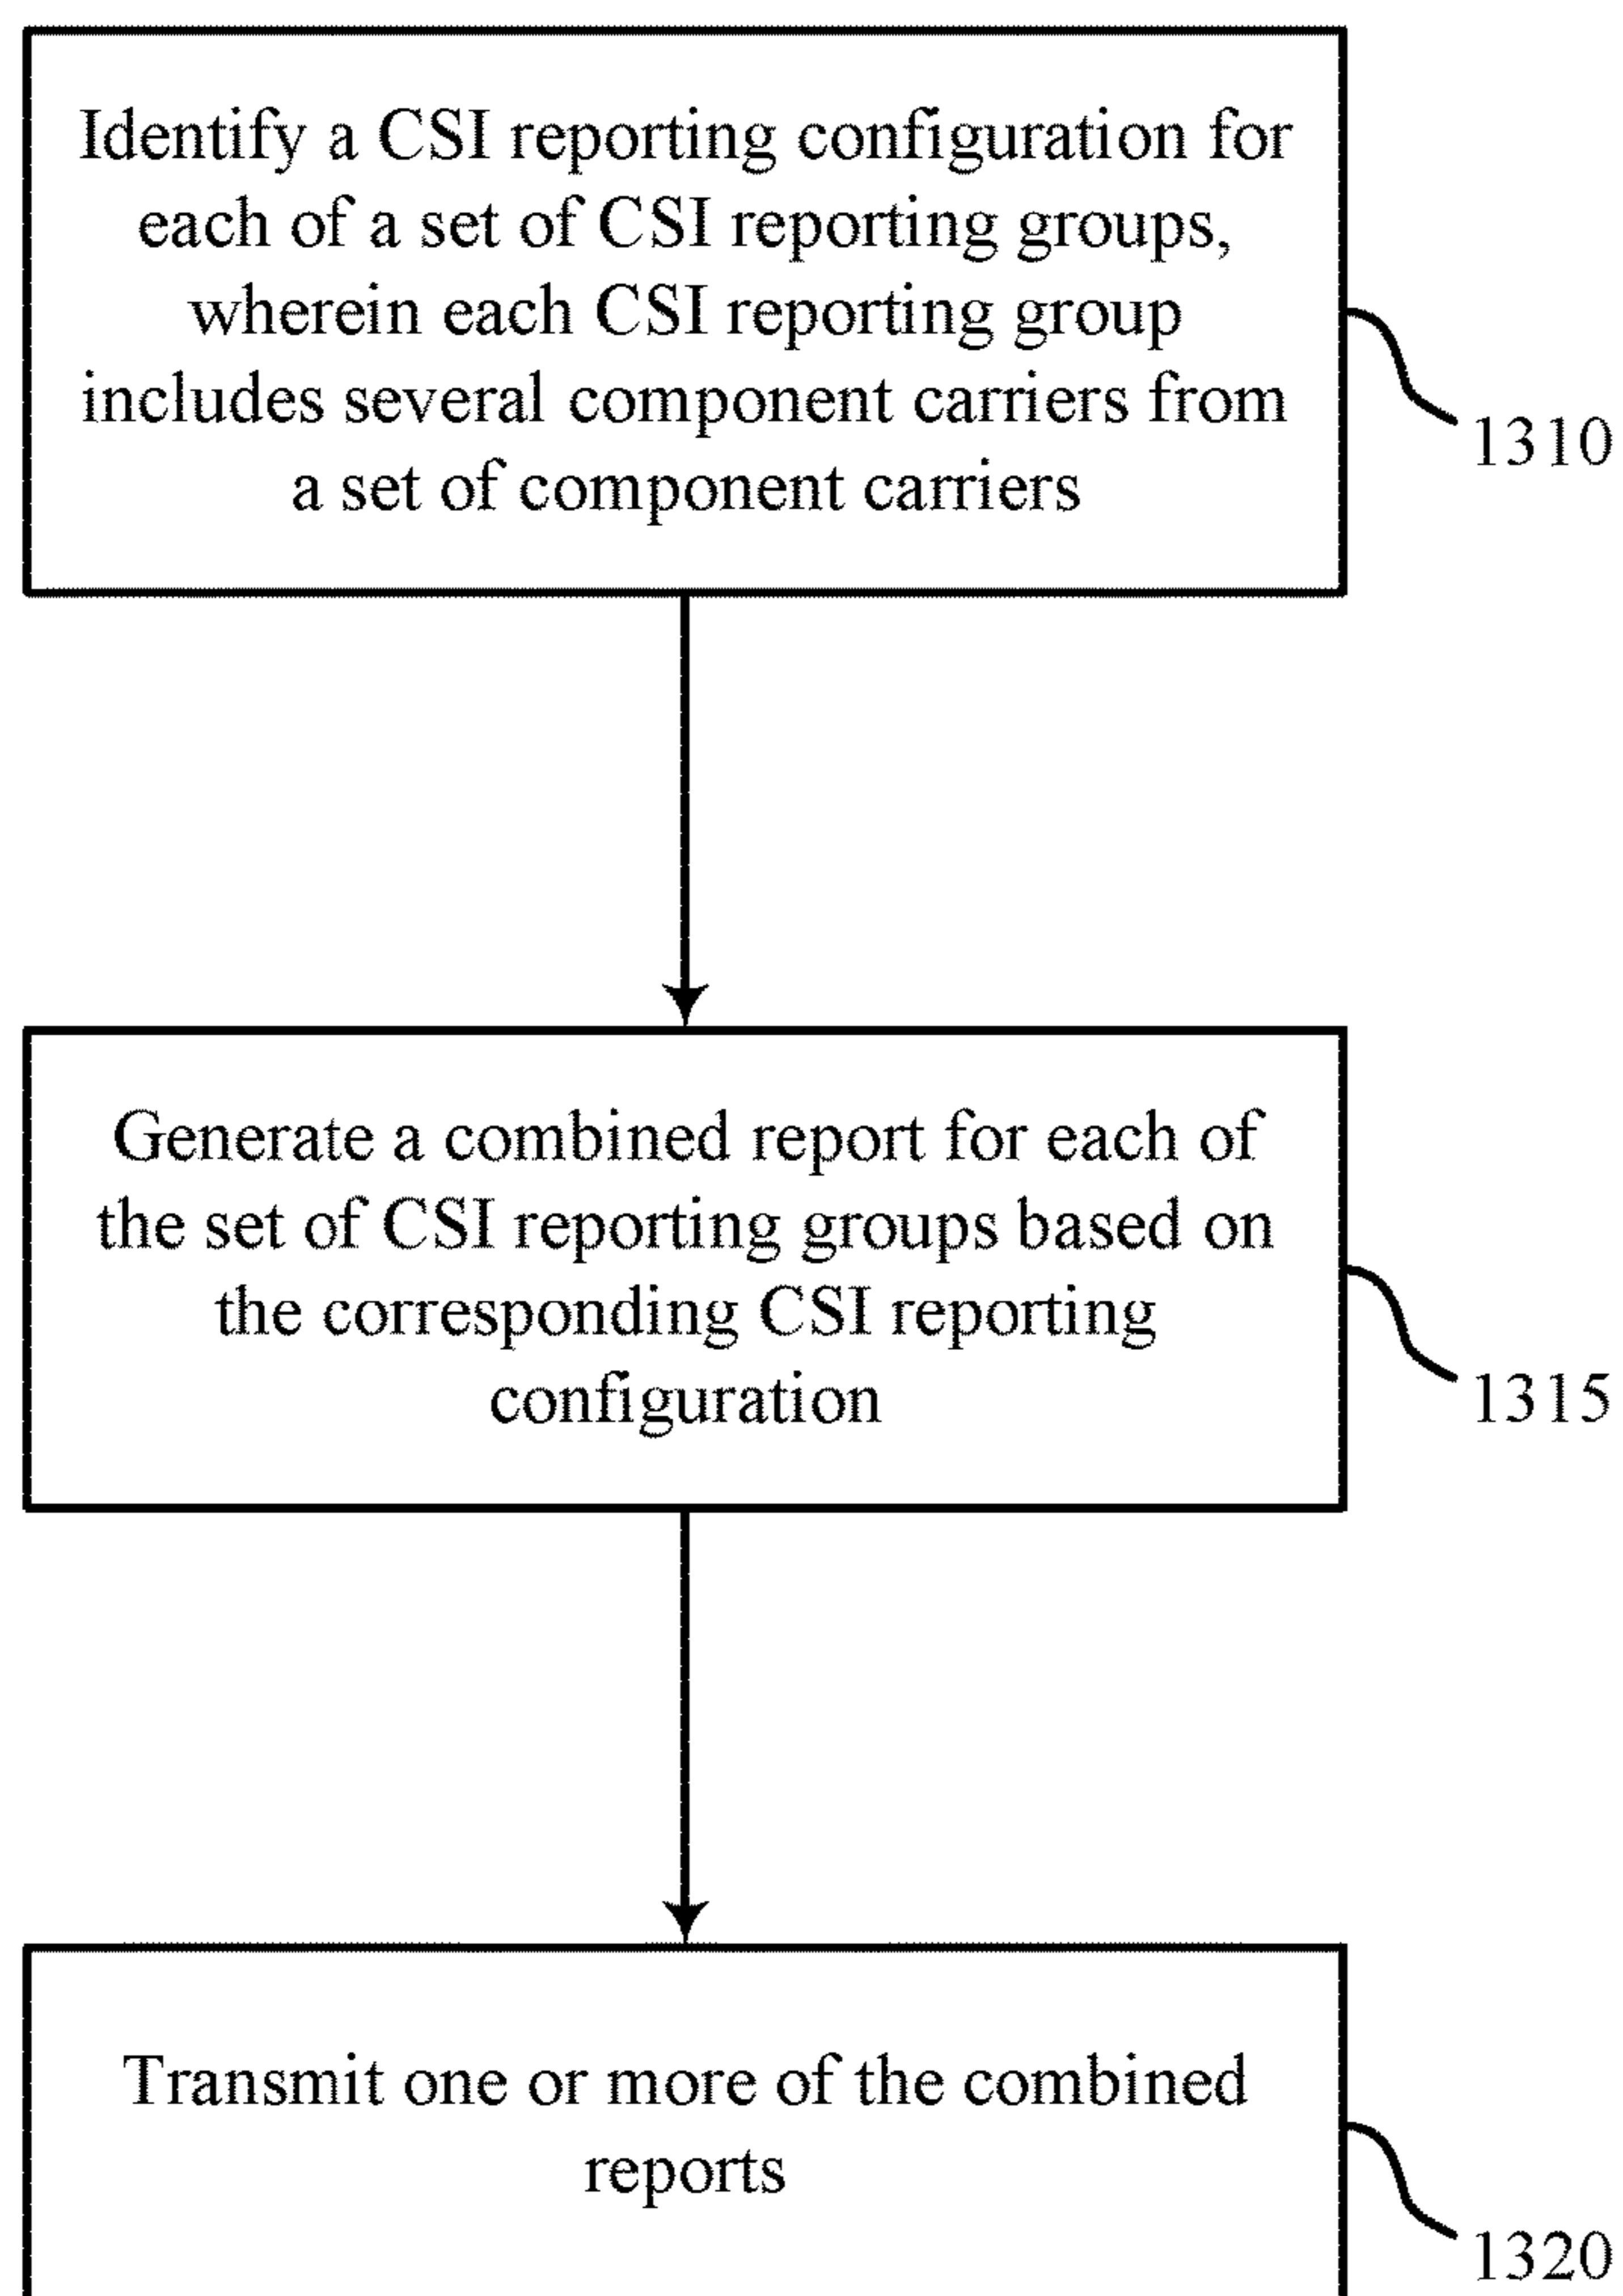 Identify a CSI reporting configuration for
each of a set of CSI reporting groups,
wherein each CSI reporting group
includes several component carriers from
a set of component carriers
1310
Generate a combined report for each of
the set of CSI reporting groups based on
the corresponding CSI reporting
configuration
1315
Transmit one or more of the combined
reports
1320